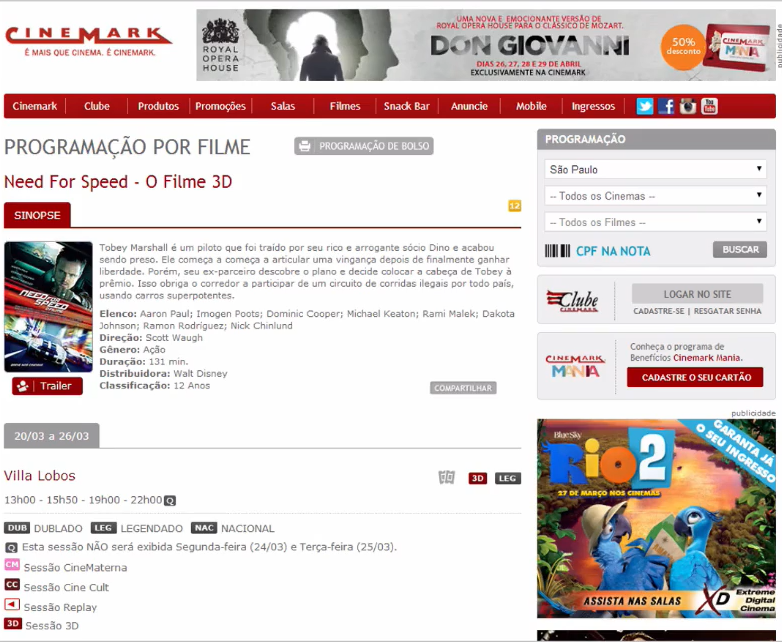 CINEMARK
É MAIS QUE CINEMA. É CINEMARK.
ROYAL
OPERA
HOUSE
UMA NOVA E EMOCIONANTE VERSÃO DE
ROYAL OPERA HOUSE PARA O CLÁSSICO DE MOZART.
DON GIOVANNI
DIAS 26, 27, 28 E 29 DE ABRIL
EXCLUSIVAMENTE NA CINEMARK
50%
desconto
CINEMARK
MANIA
publicidade
Cinemark Clube Produtos Promoções Salas Filmes Snack Bar Anuncie Mobile Ingressos
You
Tube
PROGRAMAÇÃO POR FILME
PROGRAMAÇÃO DE BOLSO
Need For Speed - O Filme 3D
SINOPSE
12
Tobey Marshall é um piloto que foi traído por seu rico e arrogante sócio Dino e acabou
sendo preso. Ele começa a começa a articular uma vingança depois de finalmente ganhar
liberdade. Porém, seu ex-parceiro descobre o plano e decide colocar a cabeça de Tobey à
prêmio. Isso obriga o corredor a participar de um circuito de corridas ilegais por todo país,
usando carros superpotentes.
Elenco: Aaron Paul; Imogen Poots; Dominic Cooper; Michael Keaton; Rami Malek; Dakota
Johnson; Ramon Rodríguez; Nick Chinlund
Direção: Scott Waugh
Gênero: Ação
Duração: 131 min.
Distribuidora: Walt Disney
Classificação: 12 Anos
NEED FOR SPEED
Trailer
COMPARTILHAR
20/03 a 26/03
Villa Lobos
3D LEG
13h00 - 15h50 - 19h00 - 22h00 Q
DUB DUBLADO LEG LEGENDADO NAC NACIONAL
Q Esta sessão NÃO será exibida Segunda-feira (24/03) e Terça-feira (25/03).
CM Sessão CineMaterna
CC Sessão Cine Cult
Sessão Replay
3D Sessão 3D
PROGRAMAÇÃO
São Paulo
-- Todos os Cinemas --
-- Todos os Filmes --
CPF NA NOTA
BUSCAR
Clube
CINEMARK
LOGAR NO SITE
CADASTRE-SE | RESGATAR SENHA
CINEMARK
MANIA
Conheça o programa de
Benefícios Cinemark Mania.
CADASTRE O SEU CARTÃO
publicidade
BlueSky
Rio 2
27 DE MARÇO NOS CINEMAS
GARANTA JÁ
O SEU INGRESSO
ASSISTA NAS SALAS
XD
Extreme
Digital
Cinema